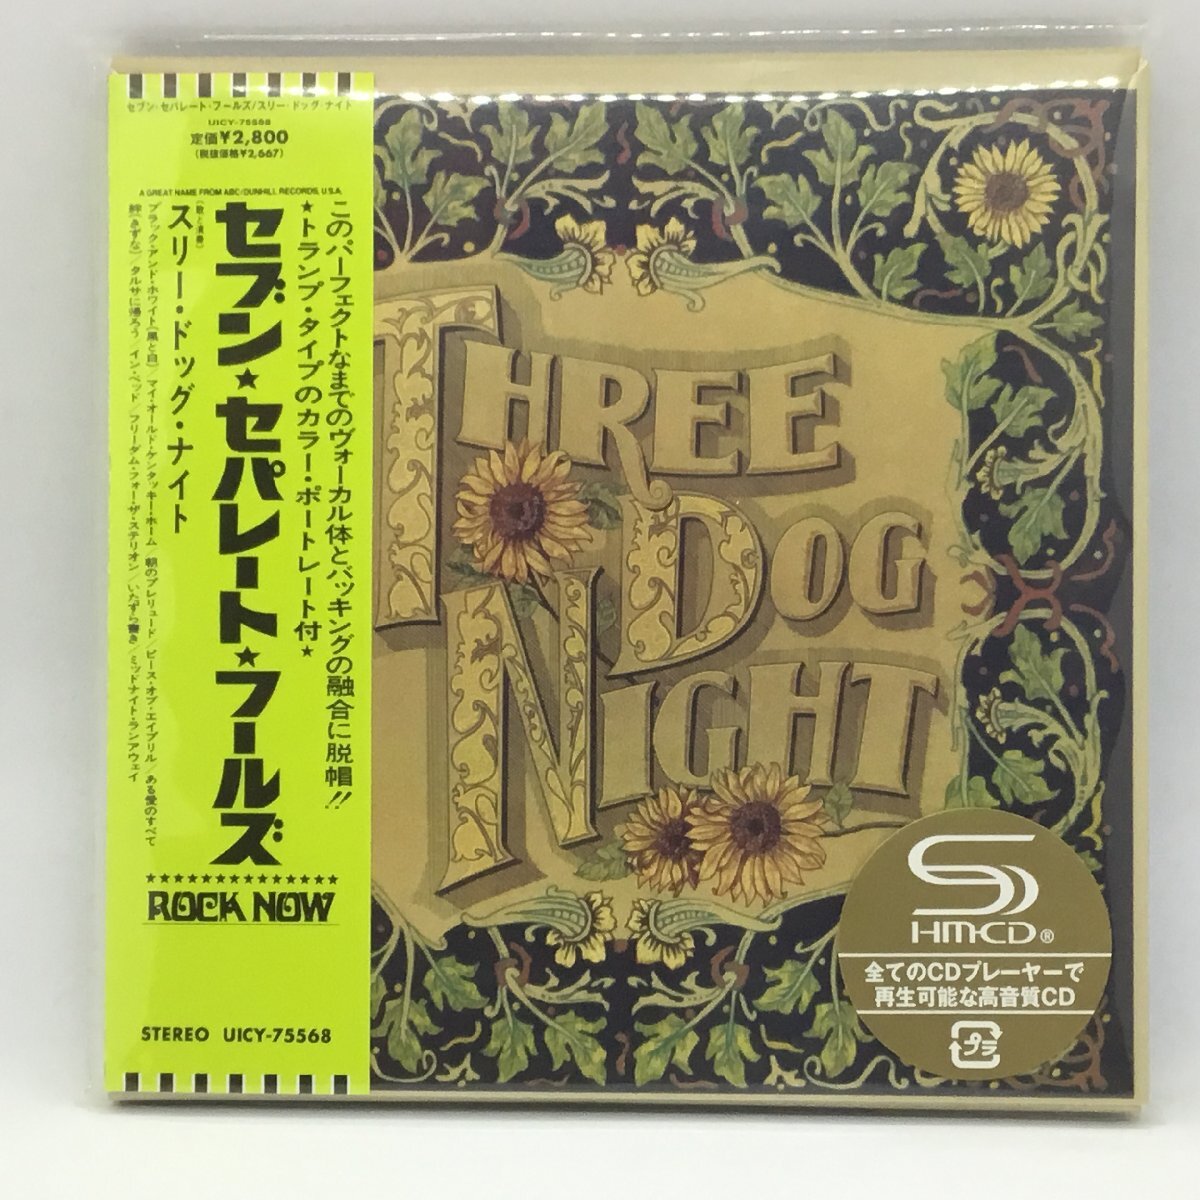 セブン・セパレート・フールズ/スリー・ドッグ・ナイト
UICY-75568
定価¥2,800
(税抜価格¥2,667)
A GREAT NAME FROM ABC/DUNHILL RECORDS, U.S.A.
このパーフェクトなまでのヴォーカル体とバッキングの融合に脱帽!!
★トランプ・タイプのカラー・ポートレート付★
セブン★セパレート★フールズ
(歌と演奏)
スリー・ドッグ・ナイト
ブラック・アンド・ホワイト(黒と白)/マイ・オールド・ケンタッキー・ホーム/朝のプレリュード/ピース・オブ・エイプリル/ある愛のすべて
絆(きずな)/タルサに帰ろう/イン・ベッド/フリーダム・フォー・ザ・ステリオン/いたずら書き/ミッドナイト・ランアウェイ
★★★★★★★★★★★★★★
ROCK NOW
STEREO UICY-75568
THREE
DOG
NIGHT
SHM-CD®
全てのCDプレーヤーで
再生可能な高音質CD
プラ